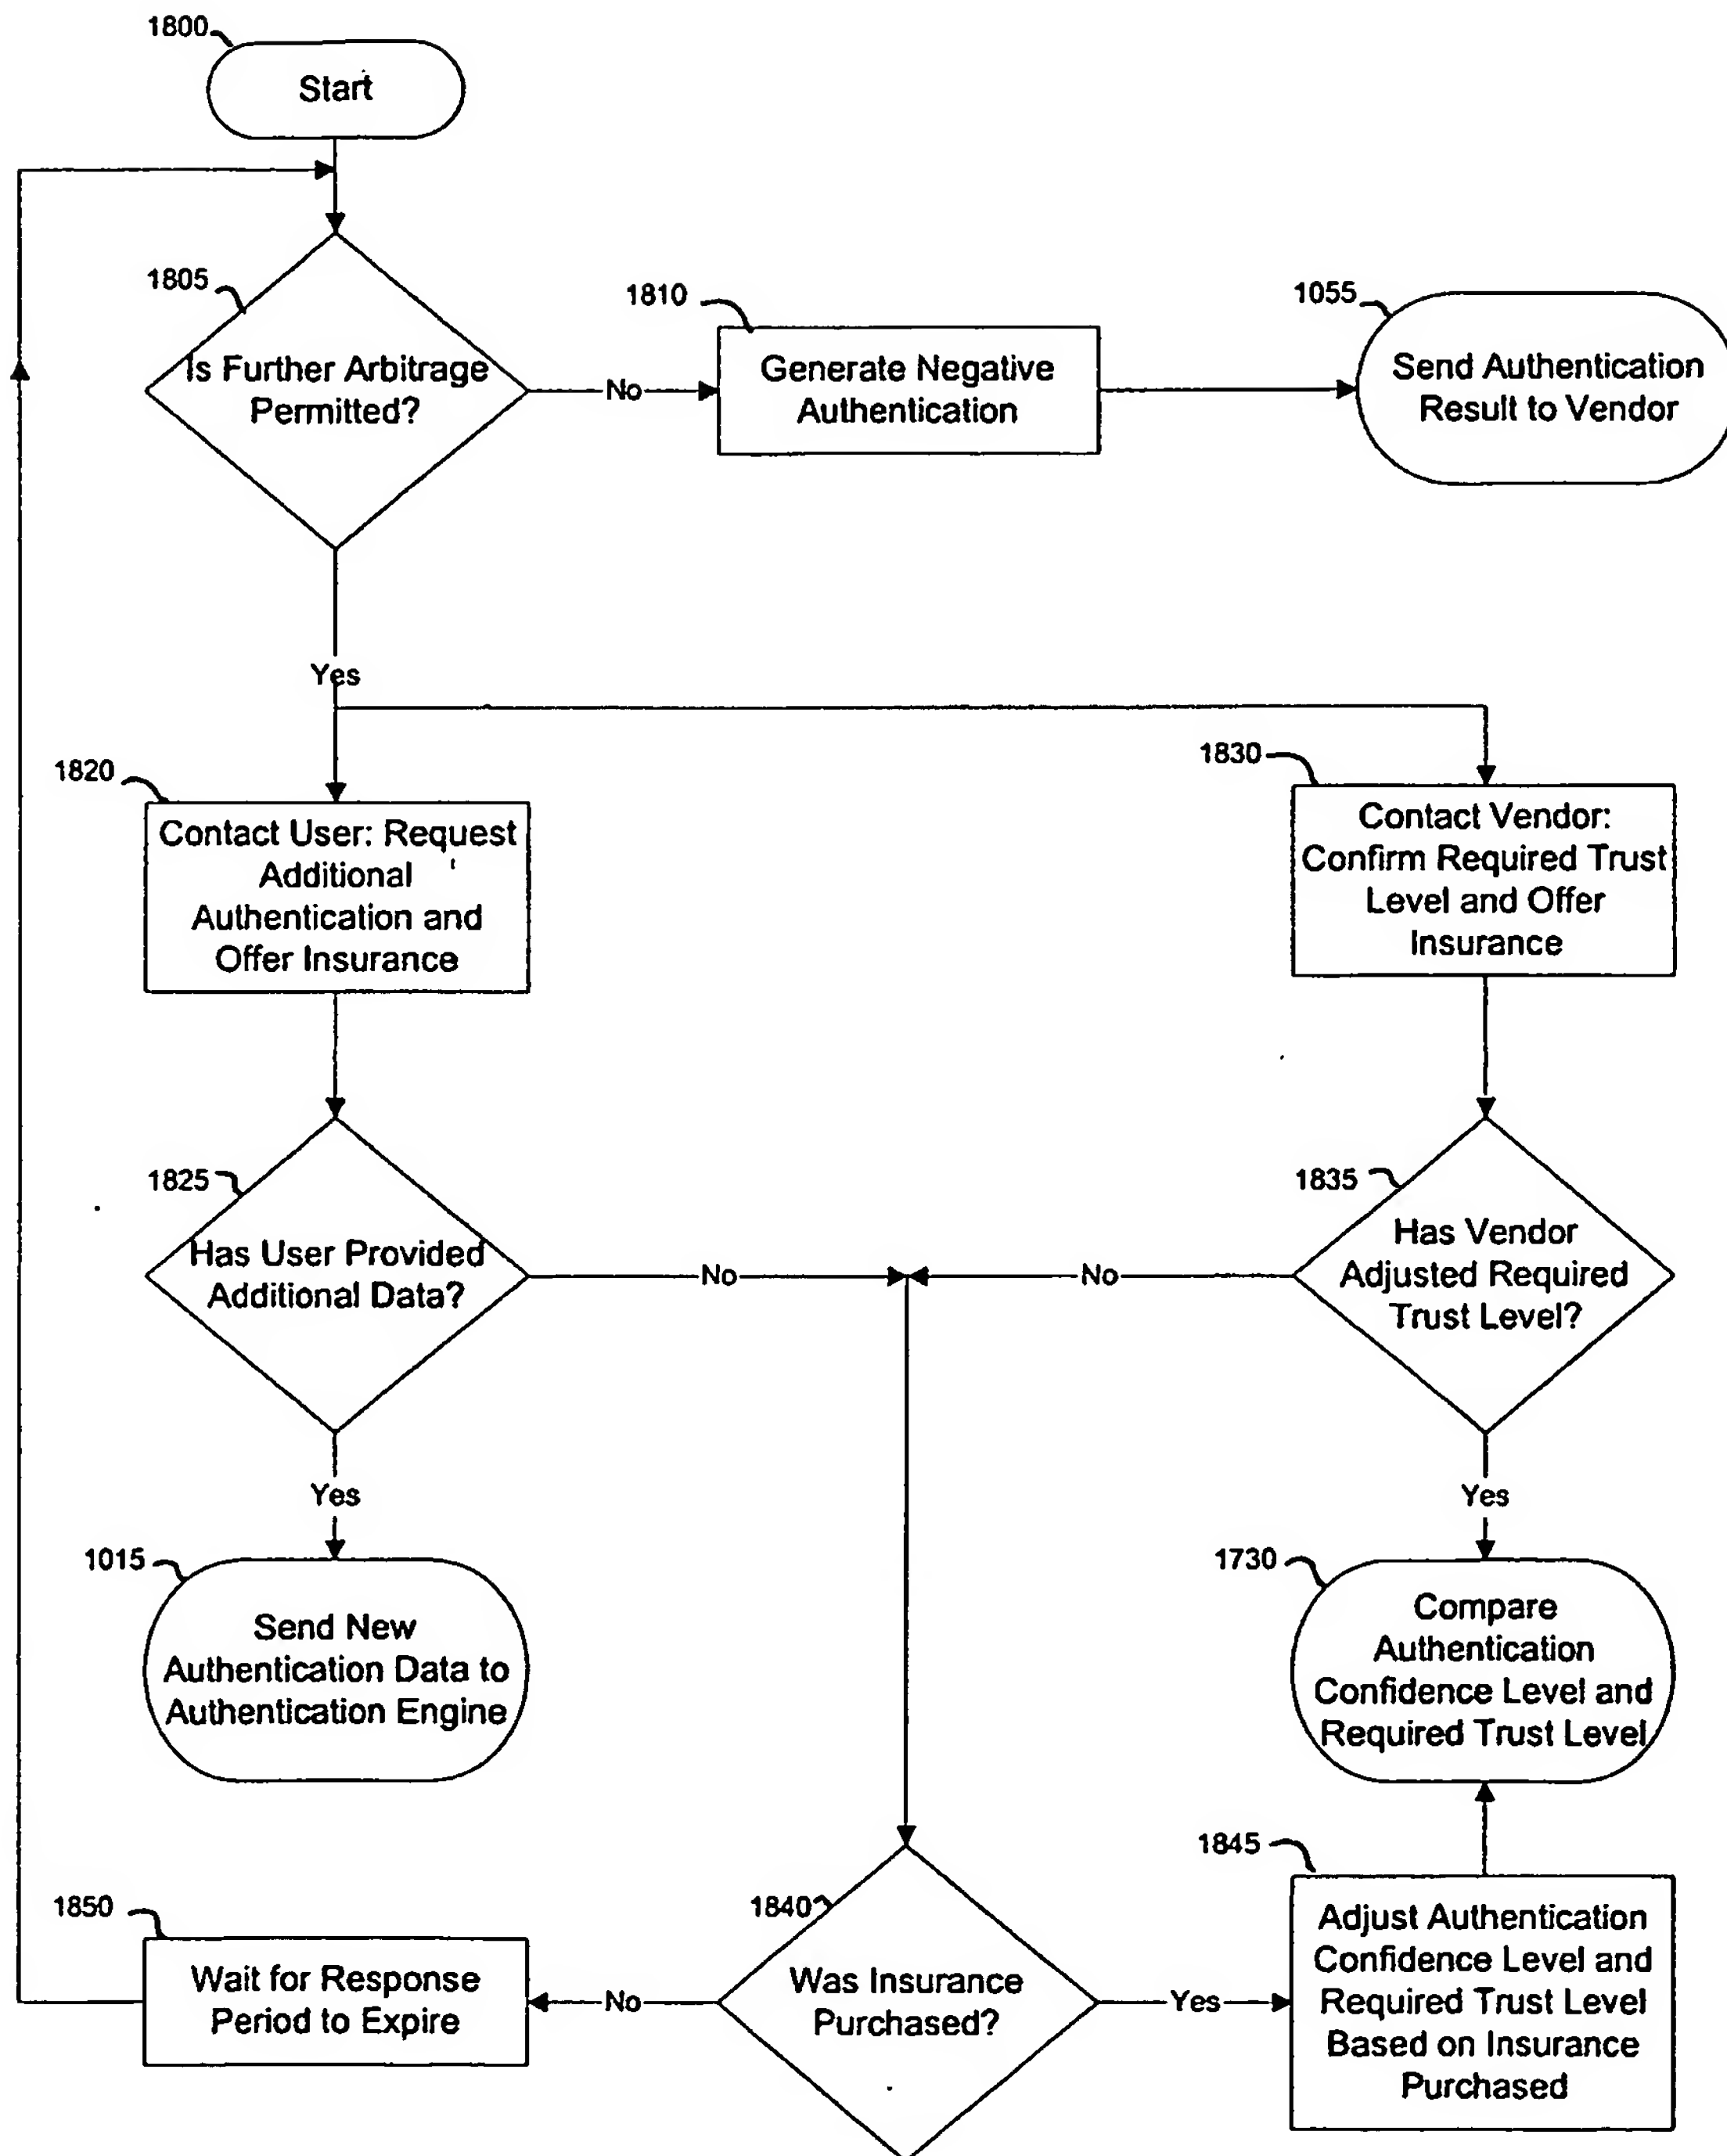 1800
Start
1805
Is Further Arbitrage
Permitted?
No
1810
Generate Negative
Authentication
1055
Send Authentication
Result to Vendor
Yes
1820
Contact User: Request
Additional
Authentication and
Offer Insurance
1830
Contact Vendor:
Confirm Required Trust
Level and Offer
Insurance
1825
Has User Provided
Additional Data?
No
No
1835
Has Vendor
Adjusted Required
Trust Level?
Yes
Yes
1015
Send New
Authentication Data to
Authentication Engine
1730
Compare
Authentication
Confidence Level and
Required Trust Level
1850
Wait for Response
Period to Expire
No
1840
Was Insurance
Purchased?
Yes
1845
Adjust Authentication
Confidence Level and
Required Trust Level
Based on Insurance
Purchased